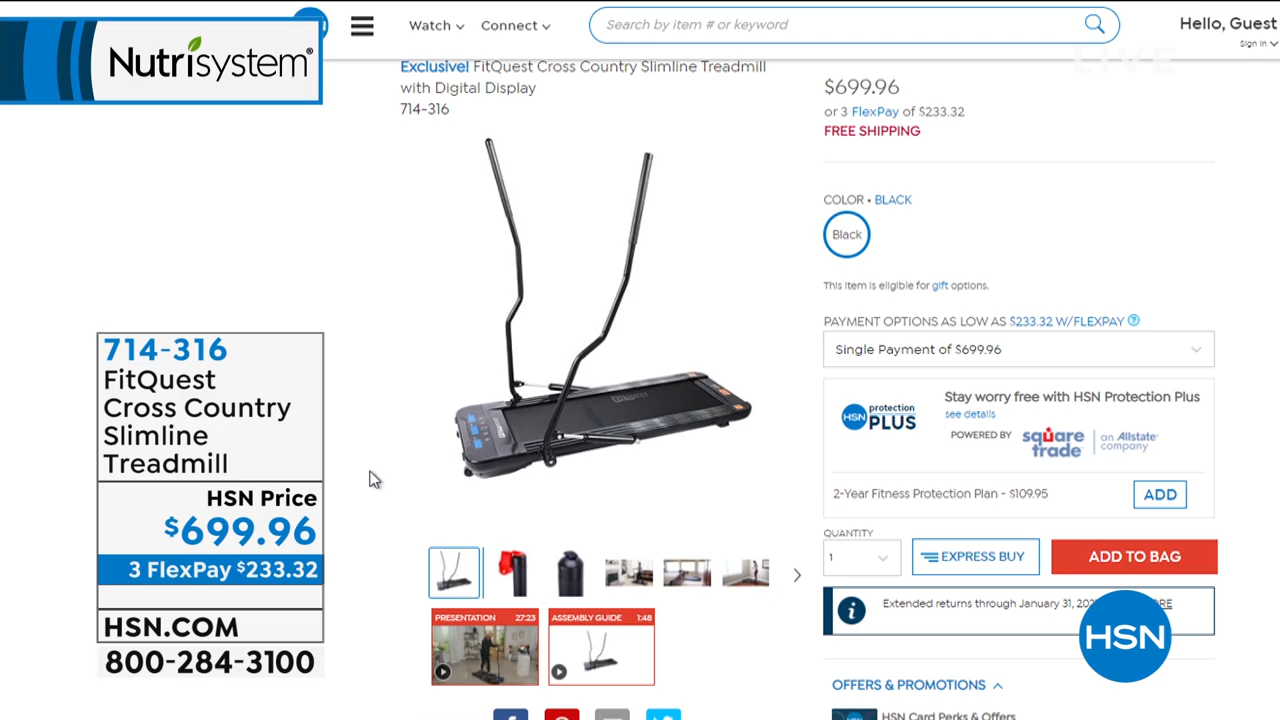 Nutrisystem®
Watch
Connect
Search by item # or keyword
Hello, Guest
Sign In
LIVE
Exclusive! FitQuest Cross Country Slimline Treadmill
with Digital Display
714-316
$699.96
or 3 FlexPay of $233.32
FREE SHIPPING
COLOR • BLACK
Black
This item is eligible for gift options.
PAYMENT OPTIONS AS LOW AS $233.32 W/FLEXPAY ?
Single Payment of $699.96
HSN protection PLUS
Stay worry free with HSN Protection Plus
see details
POWERED BY square trade | an Allstate company
2-Year Fitness Protection Plan - $109.95
ADD
QUANTITY
1
EXPRESS BUY
ADD TO BAG
Extended returns through January 31,
HSN
OFFERS & PROMOTIONS
HSN Card Perks & Offers
714-316
FitQuest
Cross Country
Slimline
Treadmill
HSN Price
$699.96
3 FlexPay $233.32
HSN.COM
800-284-3100
PRESENTATION 27:23
ASSEMBLY GUIDE 1:48